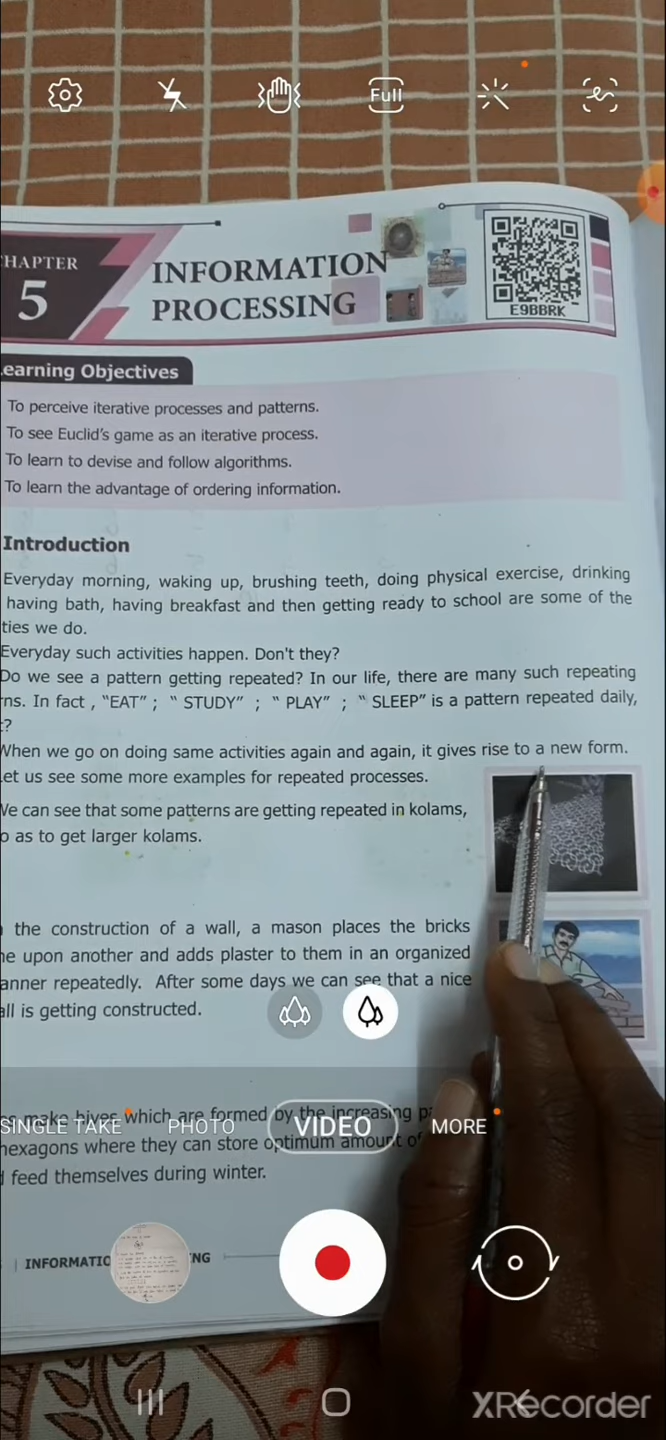 Full
HAPTER
5
INFORMATION
PROCESSING
E9BBRK
earning Objectives
To perceive iterative processes and patterns.
To see Euclid's game as an iterative process.
To learn to devise and follow algorithms.
To learn the advantage of ordering information.
Introduction
Everyday morning, waking up, brushing teeth, doing physical exercise, drinking
having bath, having breakfast and then getting ready to school are some of the
ties we do.
Everyday such activities happen. Don't they?
Do we see a pattern getting repeated? In our life, there are many such repeating
rns. In fact , "EAT" ; " STUDY" ; " PLAY" ; " SLEEP" is a pattern repeated daily,
t?
When we go on doing same activities again and again, it gives rise to a new form.
et us see some more examples for repeated processes.
We can see that some patterns are getting repeated in kolams,
o as to get larger kolams.
the construction of a wall, a mason places the bricks
ne upon another and adds plaster to them in an organized
anner repeatedly. After some days we can see that a nice
all is getting constructed.
make hives which are formed by the increasing
SINGLE TAKE PHOTO VIDEO MORE
hexagons where they can store optimum amount
feed themselves during winter.
INFORMATIO NG
XRecorder